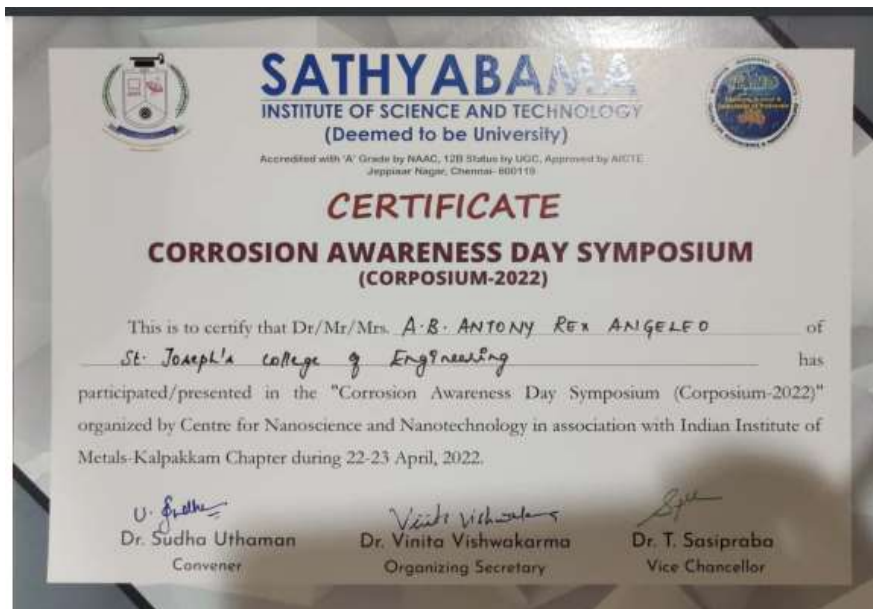 SATHYABAMA
INSTITUTE OF SCIENCE AND TECHNOLOGY
(Deemed to be University)
Accredited with 'A' Grade by NAAC, 12B Status by UGC, Approved by AICTE
Jeppiaar Nagar, Chennai- 600119
CERTIFICATE
CORROSION AWARENESS DAY SYMPOSIUM
(CORPOSIUM-2022)
This is to certify that Dr/Mr/Mrs. A.B. ANTONY REX ANGELEO of
St. Joseph's College of Engineering has
participated/presented in the "Corrosion Awareness Day Symposium (Corposium-2022)"
organized by Centre for Nanoscience and Nanotechnology in association with Indian Institute of
Metals-Kalpakkam Chapter during 22-23 April, 2022.
Dr. Sudha Uthaman
Convener
Dr. Vinita Vishwakarma
Organizing Secretary
Dr. T. Sasipraba
Vice Chancellor